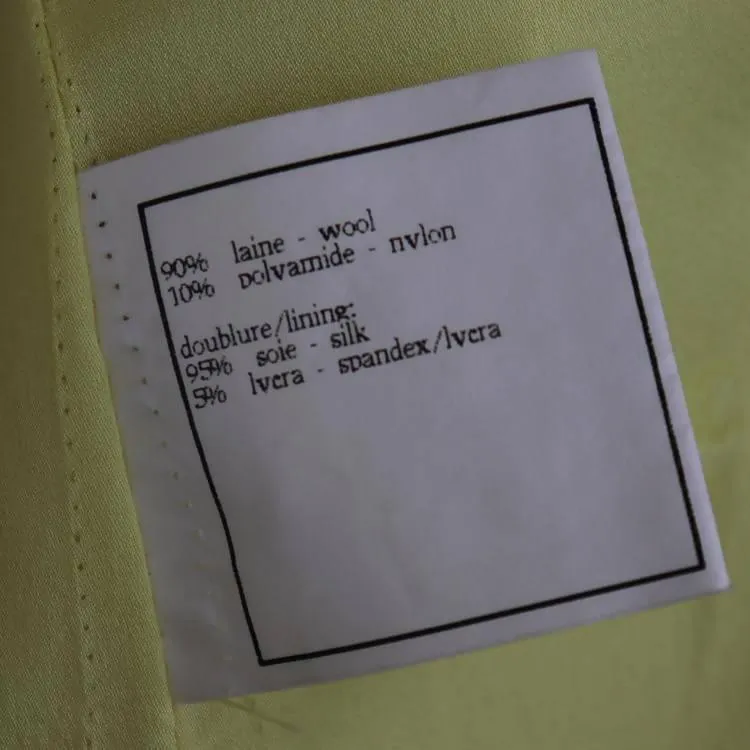 90% laine - wool
10% polyamide - nylon
doublure/lining:
95% soie - silk
5% lycra - spandex/lycra